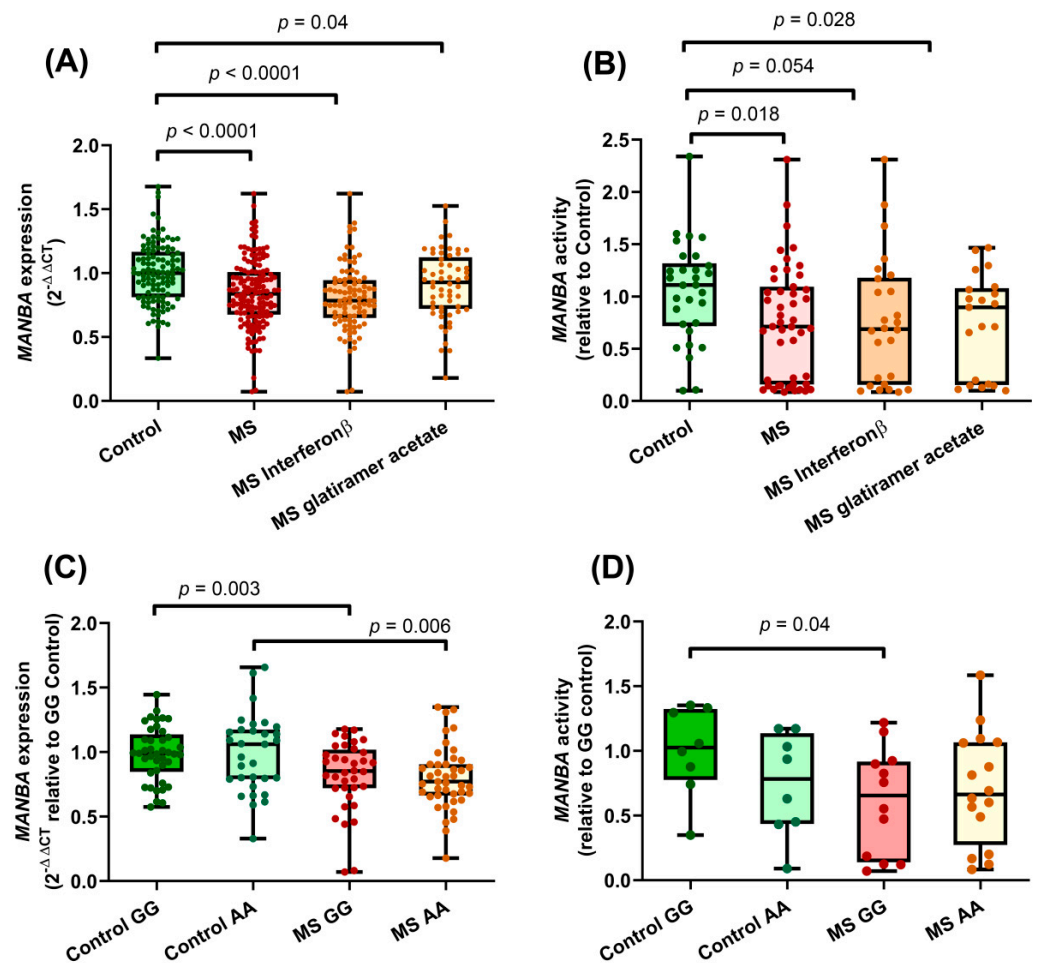 (A)
p = 0.04
p < 0.0001
p < 0.0001
MANBA expression
(2^-Δ ΔCT)
2.0
1.5
1.0
0.5
0.0
Control
MS
MS Interferonβ
MS glatiramer acetate
(B)
p = 0.028
p = 0.054
p = 0.018
MANBA activity
(relative to Control)
2.5
2.0
1.5
1.0
0.5
0.0
Control
MS
MS Interferonβ
MS glatiramer acetate
(C)
p = 0.003
p = 0.006
MANBA expression
(2^-Δ ΔCT relative to GG Control)
2.0
1.5
1.0
0.5
0.0
Control GG
Control AA
MS GG
MS AA
(D)
p = 0.04
MANBA activity
(relative to GG control)
2.0
1.5
1.0
0.5
0.0
Control GG
Control AA
MS GG
MS AA